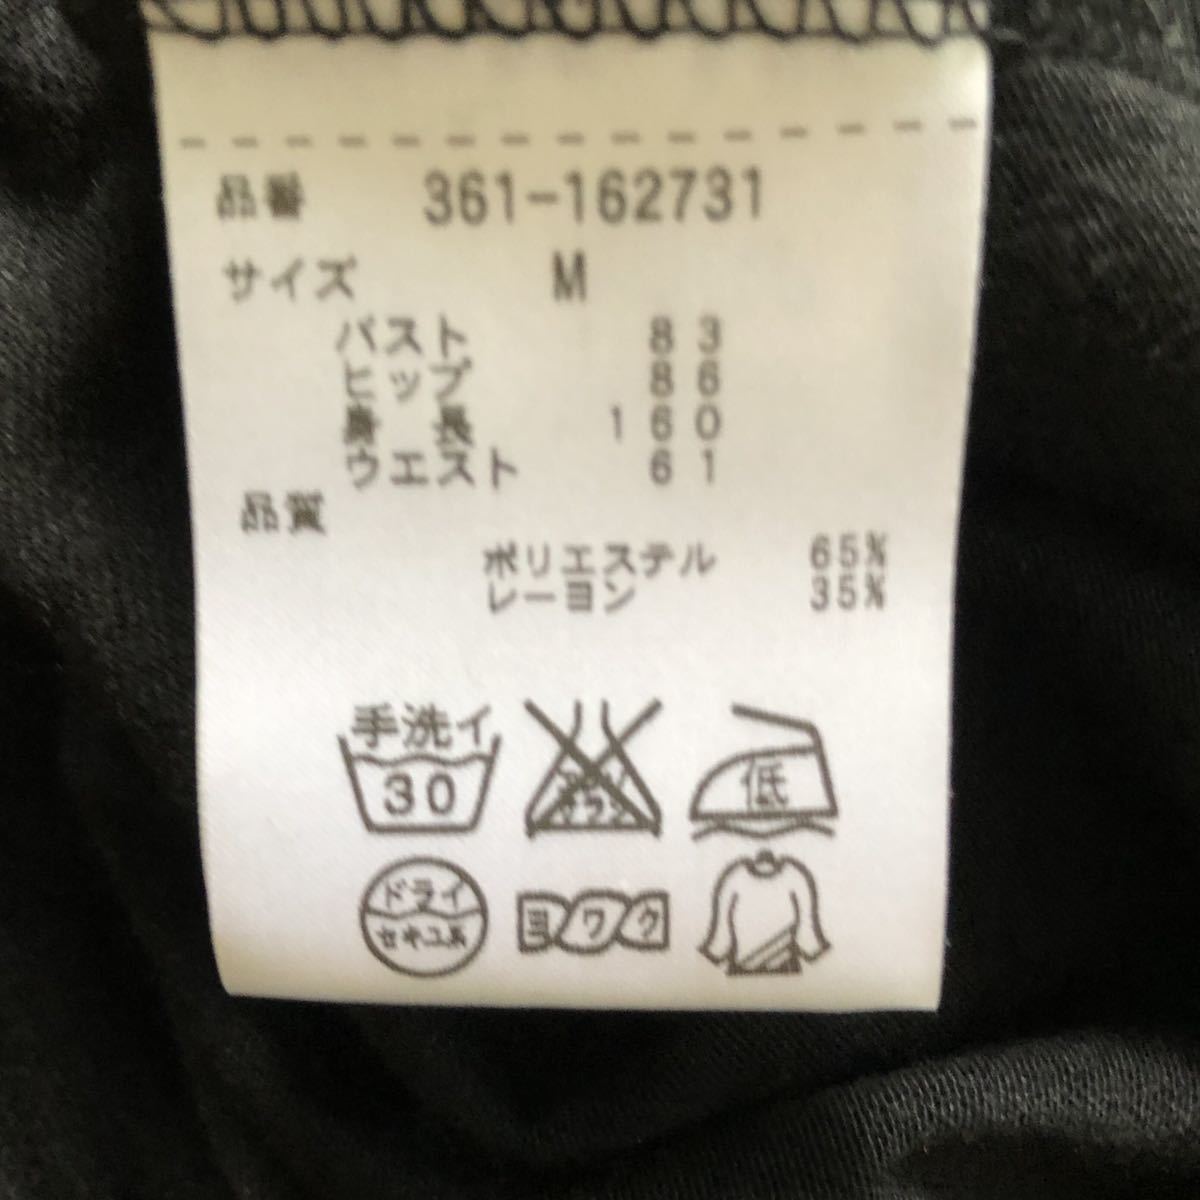 品番 361-162731
サイズ M
バスト 83
ヒップ 86
身長 160
ウエスト 61
品質
ポリエステル 65%
レーヨン 35%
手洗イ
30
低
ドライ
セキユ系
ヨワク